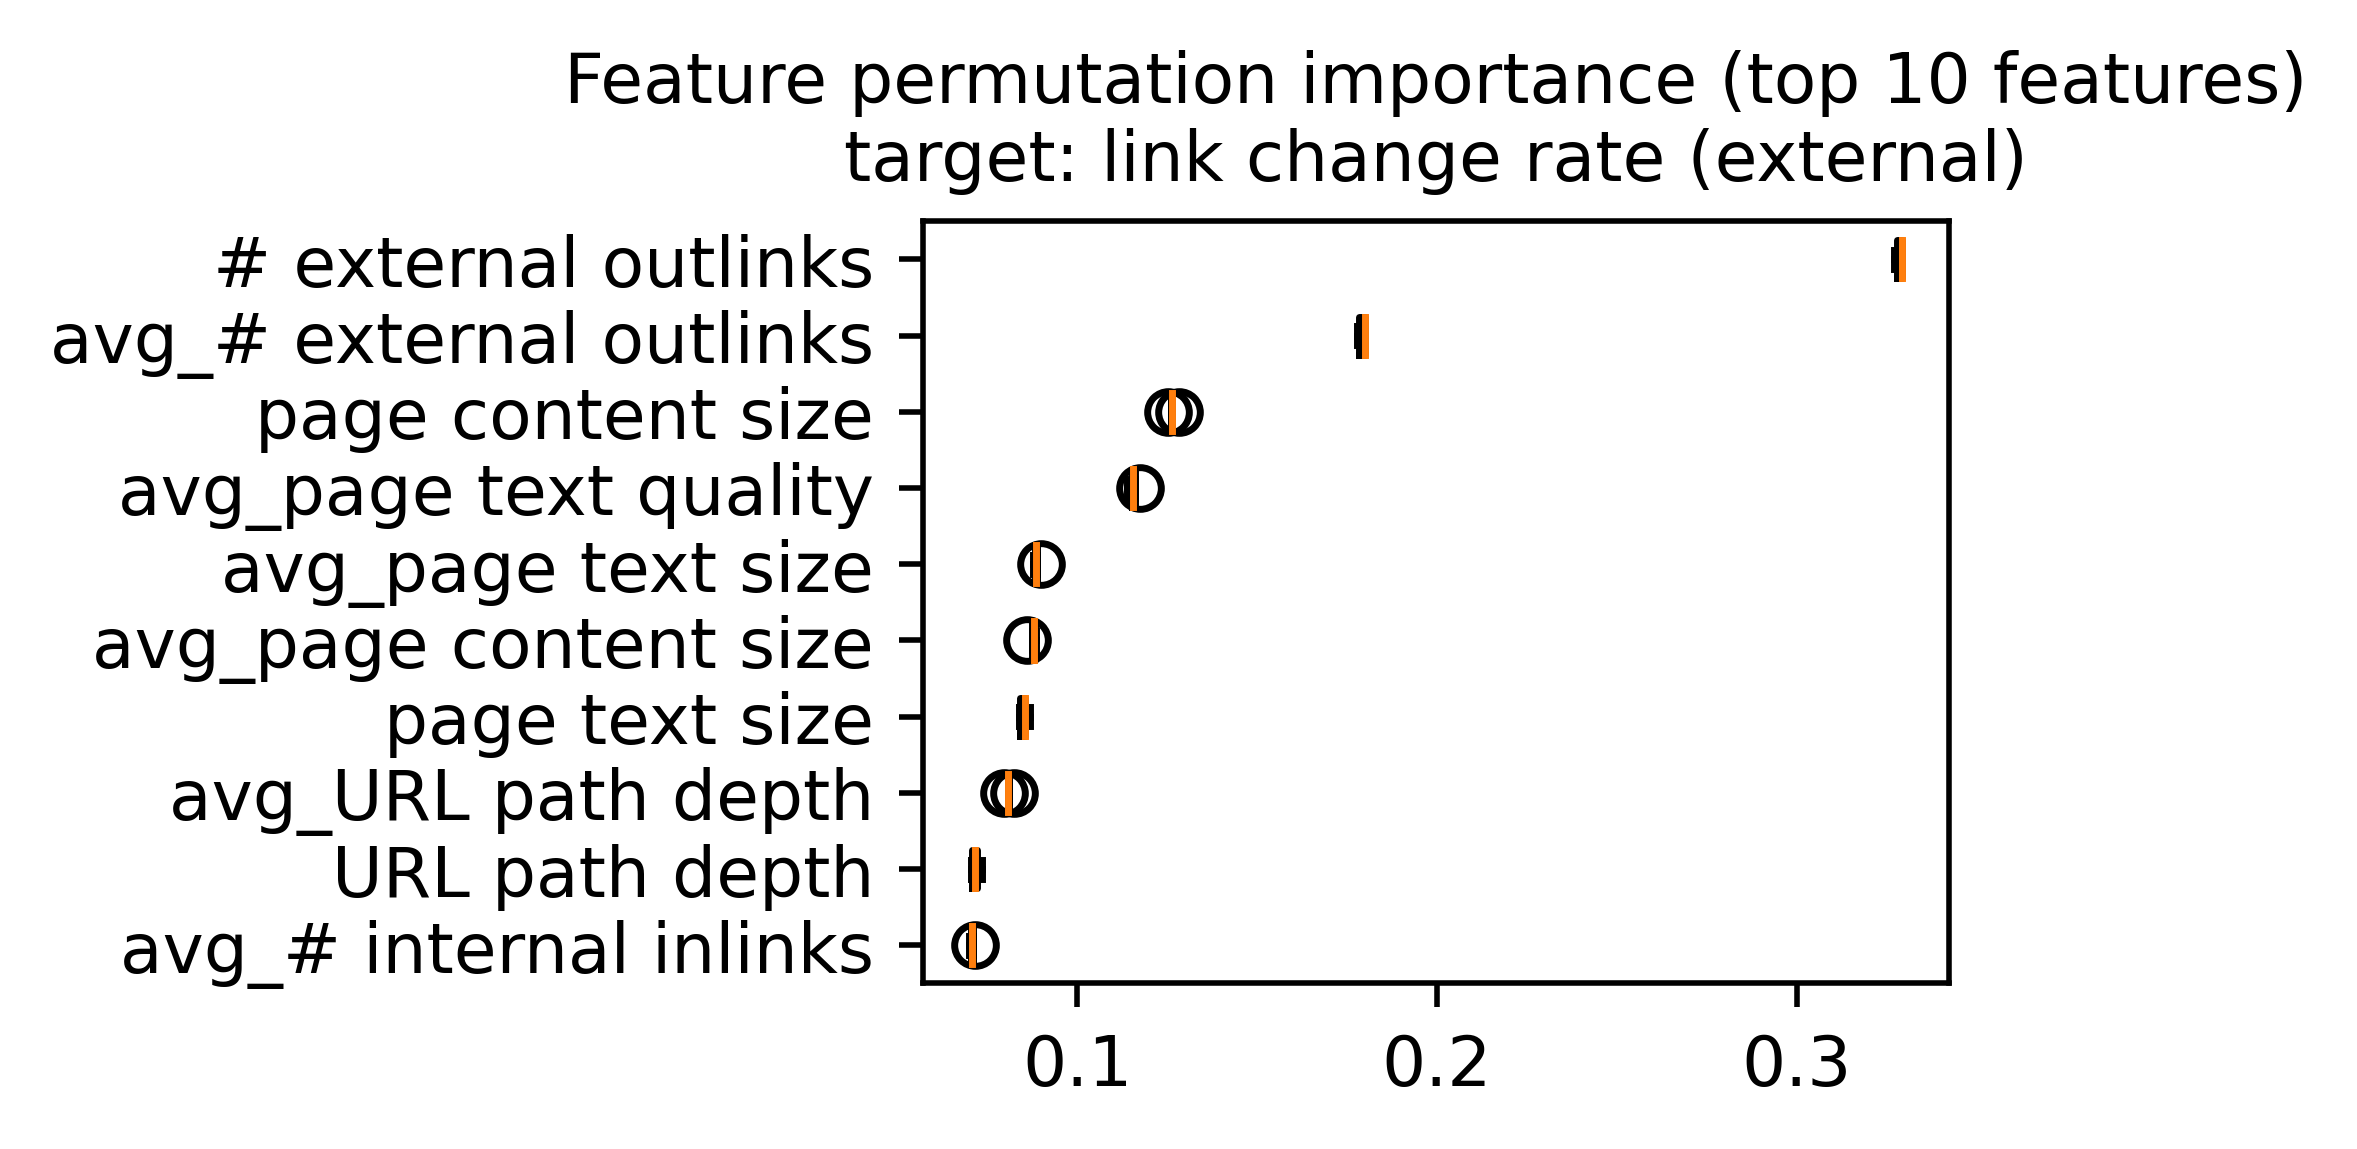 Feature permutation importance (top 10 features)
target: link change rate (external)
# external outlinks
avg_# external outlinks
page content size
avg_page text quality
avg_page text size
avg_page content size
page text size
avg_URL path depth
URL path depth
avg_# internal inlinks
0.1 0.2 0.3